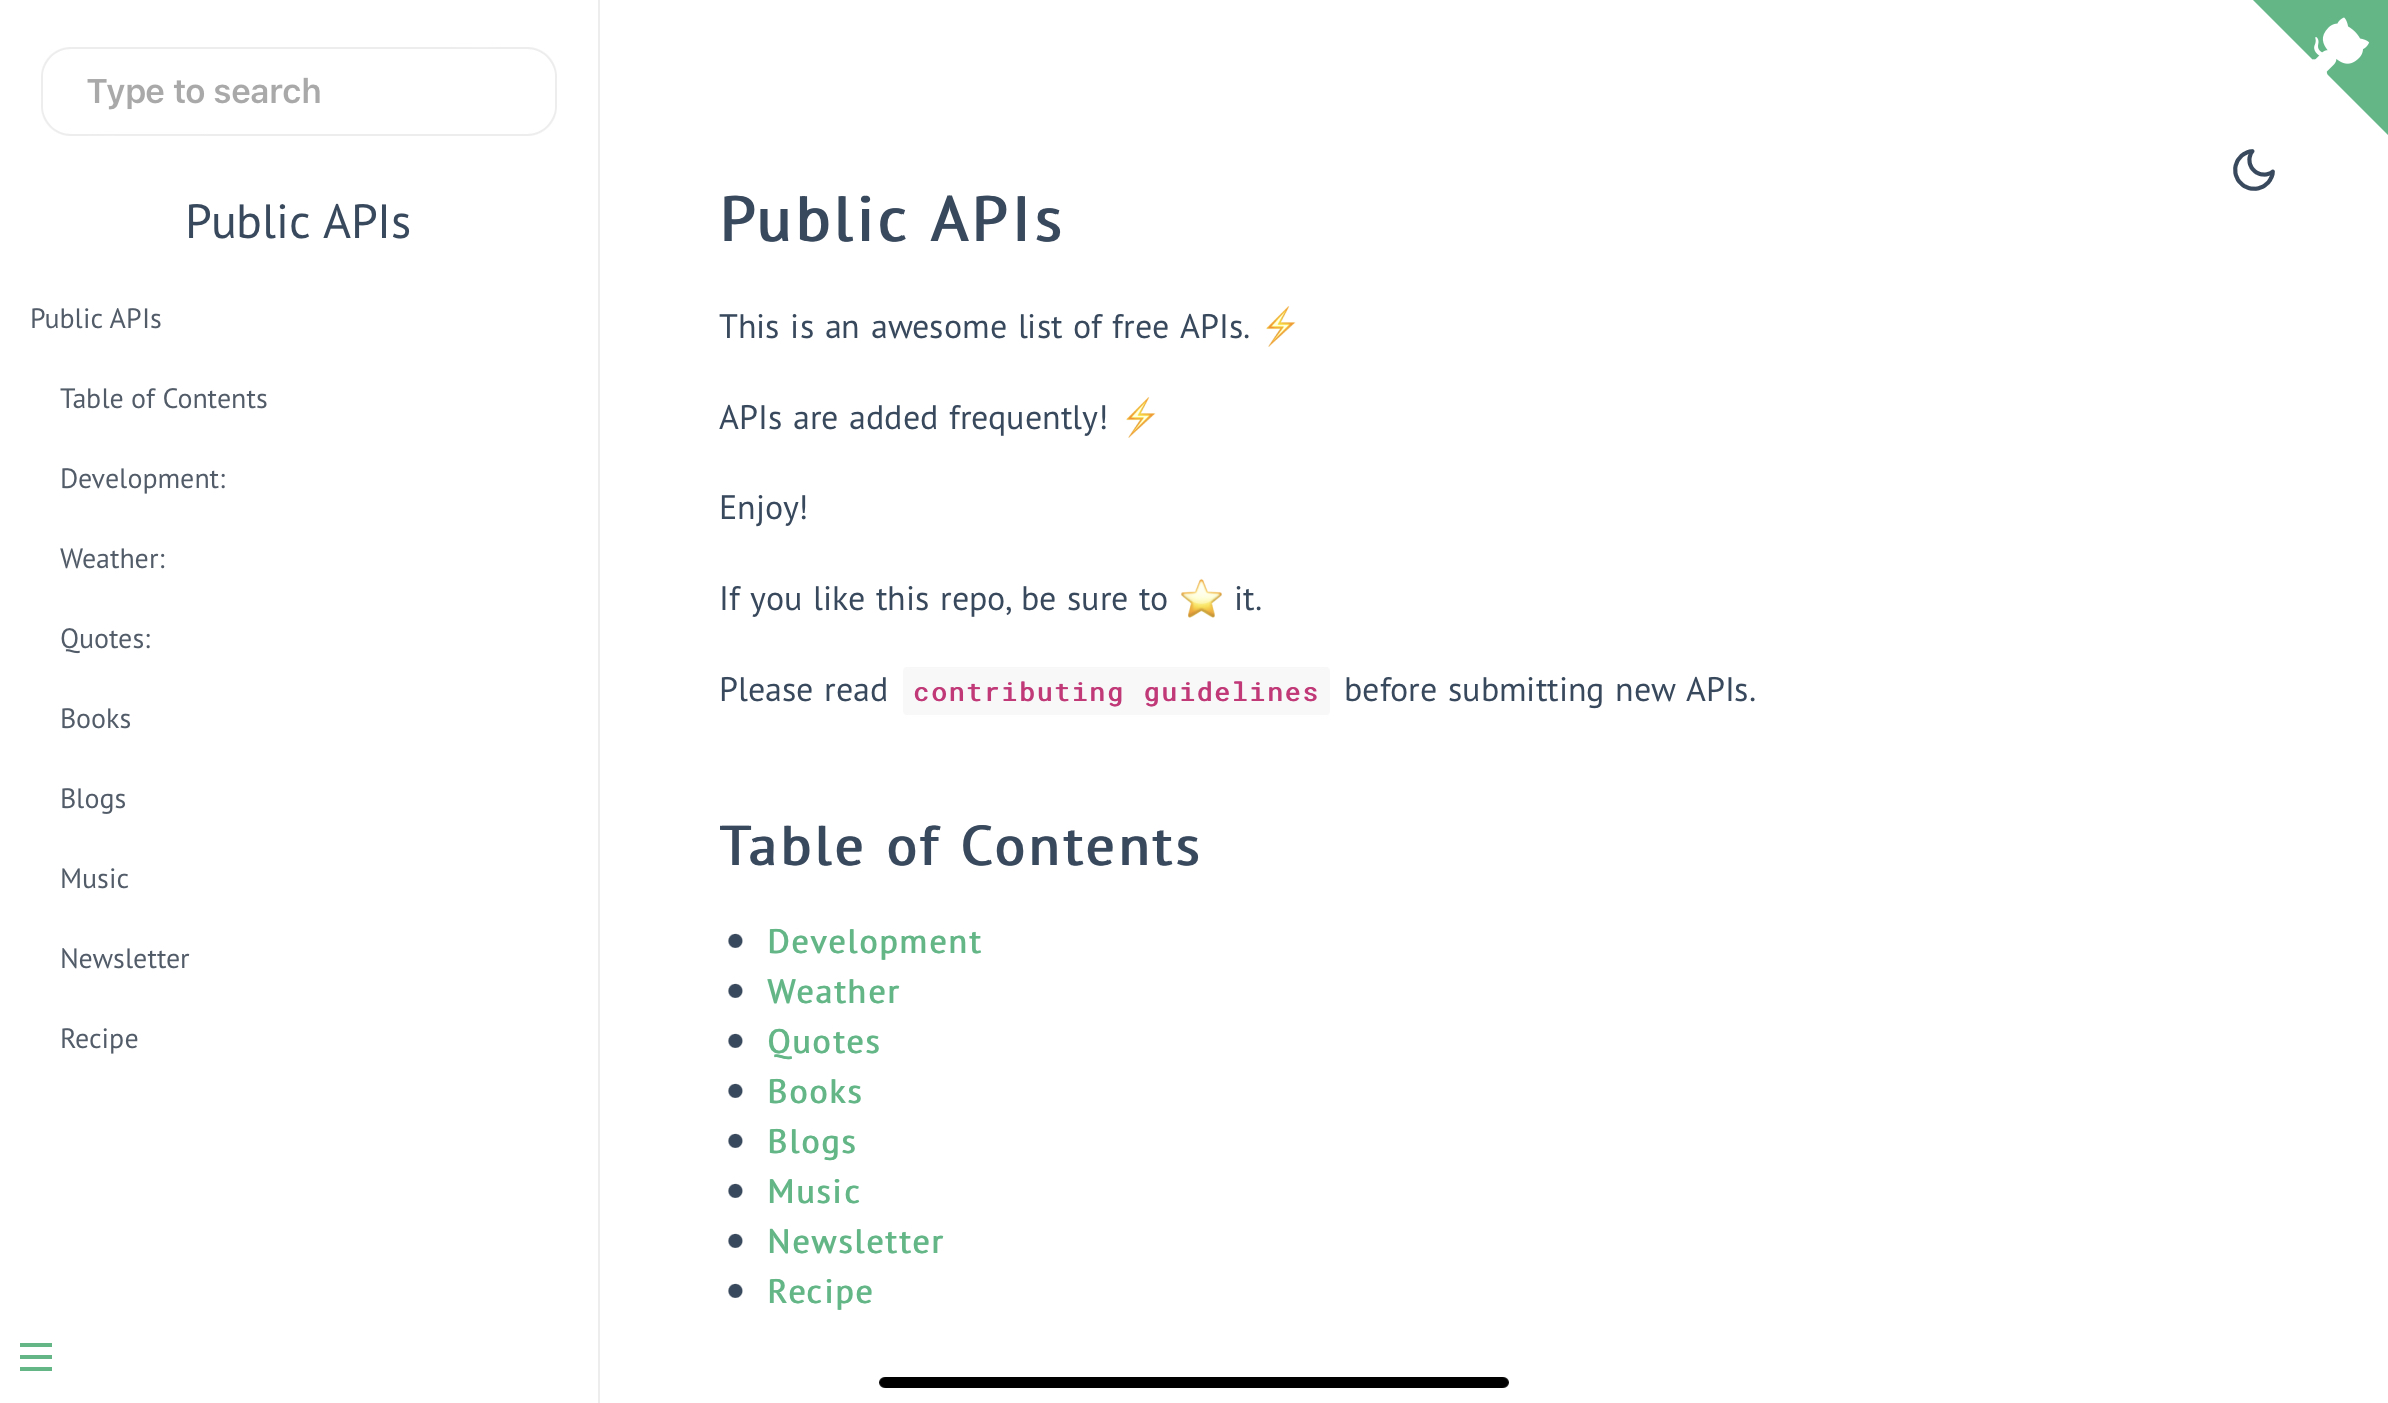 Type to search
Public APIs
Public APIs
Table of Contents
Development:
Weather:
Quotes:
Books
Blogs
Music
Newsletter
Recipe
Public APIs
This is an awesome list of free APIs. ⚡
APIs are added frequently! ⚡
Enjoy!
If you like this repo, be sure to ⭐ it.
Please read contributing guidelines before submitting new APIs.
Table of Contents
Development
Weather
Quotes
Books
Blogs
Music
Newsletter
Recipe